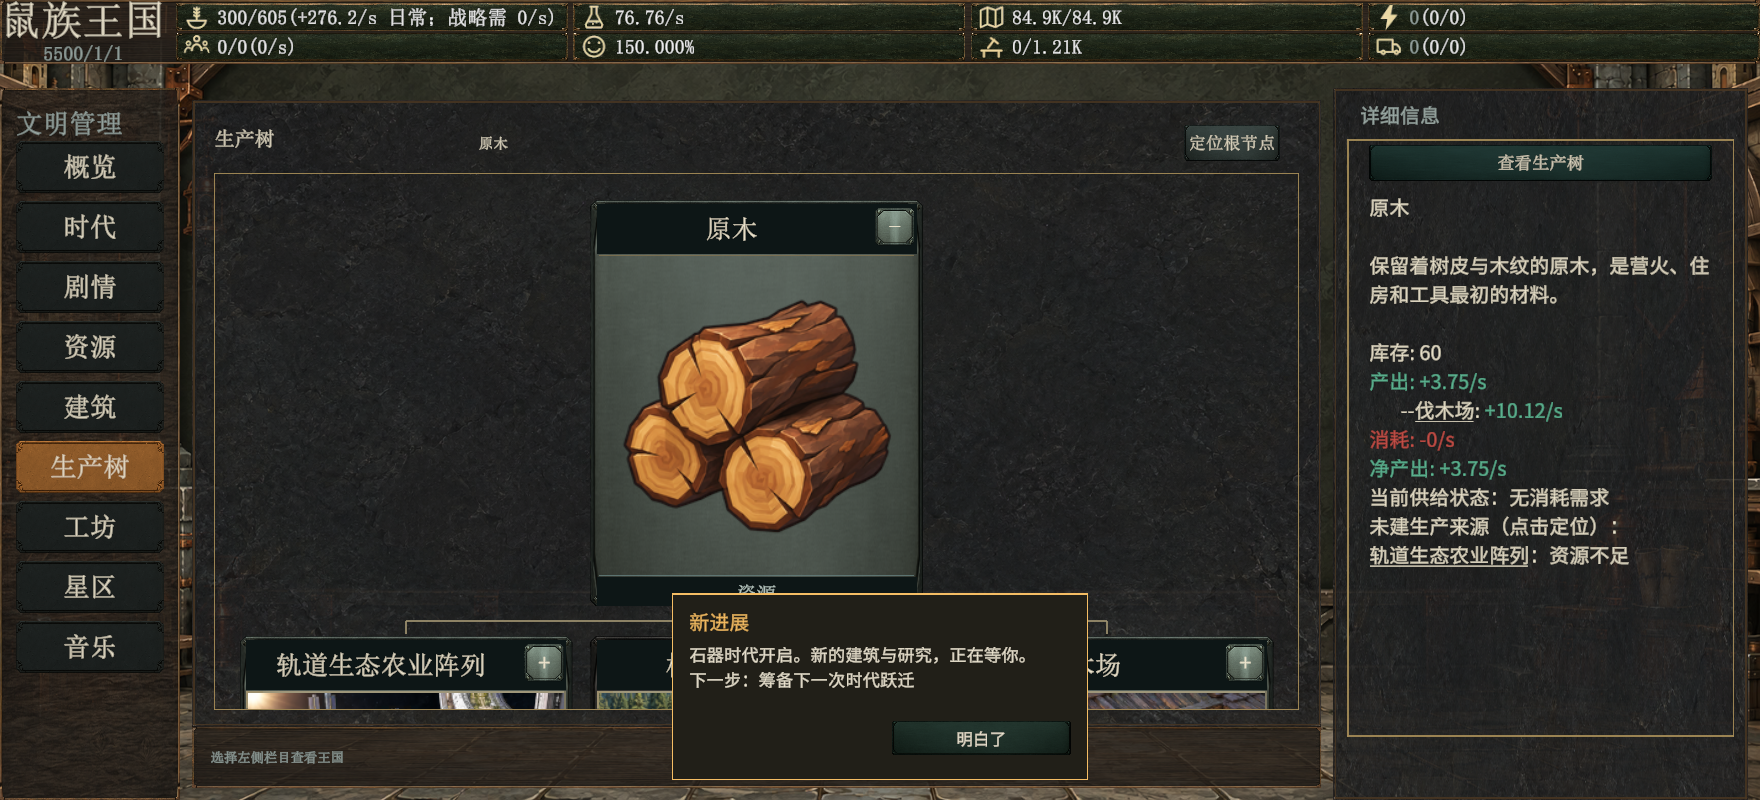 鼠族王国
5500/1/1
300/605(+276.2/s 日常; 战略需 0/s)
76.76/s
84.9K/84.9K
0(0/0)
0/0(0/s)
150.000%
0/1.21K
0(0/0)
文明管理
概览
时代
剧情
资源
建筑
生产树
工坊
星区
音乐
生产树
原木
定位根节点
原木
资源
轨道生态农业阵列
场
新进展
石器时代开启。新的建筑与研究，正在等你。
下一步：筹备下一次时代跃迁
明白了
选择左侧栏目查看王国
详细信息
查看生产树
原木
保留着树皮与木纹的原木，是营火、住
房和工具最初的材料。
库存: 60
产出: +3.75/s
--伐木场: +10.12/s
消耗: -0/s
净产出: +3.75/s
当前供给状态：无消耗需求
未建生产来源（点击定位）：
轨道生态农业阵列：资源不足